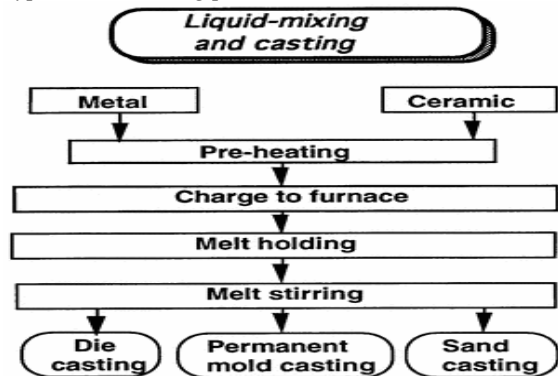 Liquid-mixing
and casting
Metal
Ceramic
Pre-heating
Charge to furnace
Melt holding
Melt stirring
Die
casting
Permanent
mold casting
Sand
casting